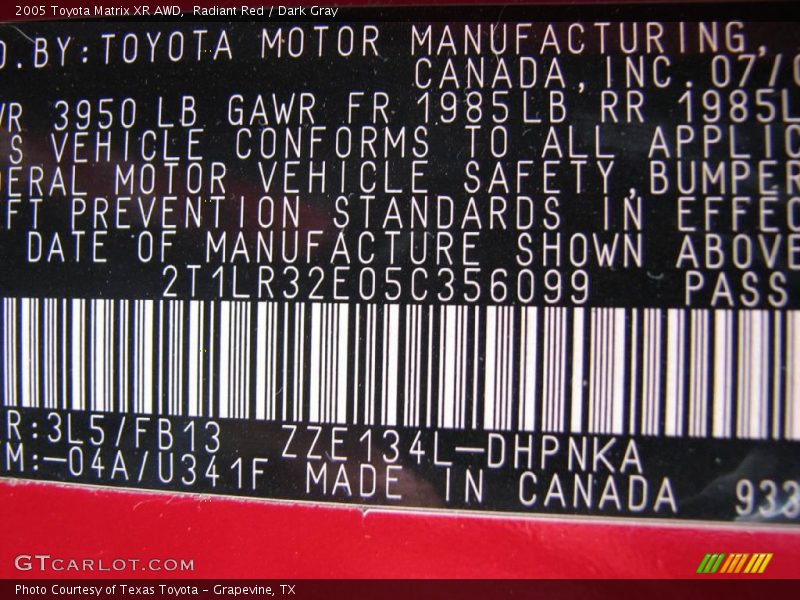 2005 Toyota Matrix XR AWD, Radiant Red / Dark Gray
D.BY:TOYOTA MOTOR MANUFACTURING,
CANADA,INC.07/0
WR 3950 LB GAWR FR 1985LB RR 1985L
S VEHICLE CONFORMS TO ALL APPLIC
ERAL MOTOR VEHICLE SAFETY,BUMPER
FT PREVENTION STANDARDS IN EFFEC
DATE OF MANUFACTURE SHOWN ABOVE
2T1LR32E05C356099 PASS
R:3L5/FB13 ZZE134L-DHPNKA
M:-04A/U341F MADE IN CANADA 933
GTCARLOT.COM
Photo Courtesy of Texas Toyota - Grapevine, TX